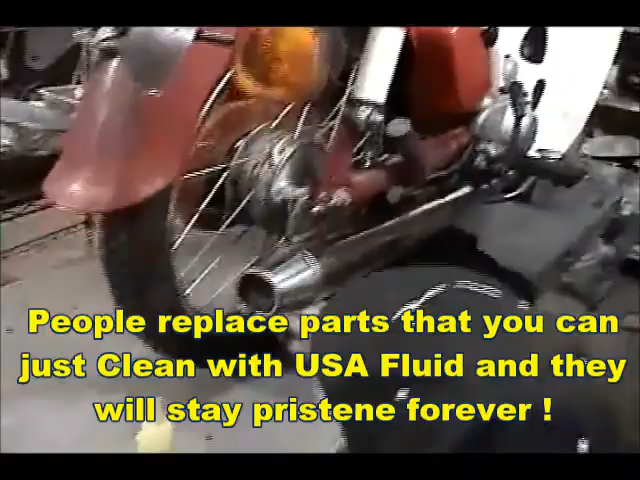 People replace parts that you can
just Clean with USA Fluid and they
will stay pristene forever !